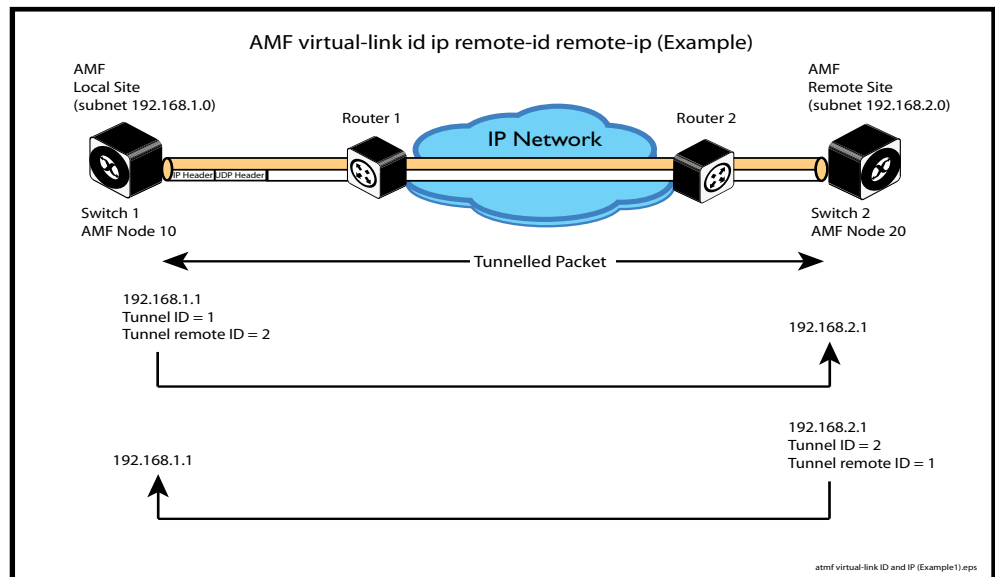 AMF virtual-link id ip remote-id remote-ip (Example)
AMF
Local Site
(subnet 192.168.1.0)
AMF
Remote Site
(subnet 192.168.2.0)
Router 1
IP Network
Router 2
IP Header
UDP Header
Switch 1
AMF Node 10
Switch 2
AMF Node 20
Tunnelled Packet
192.168.1.1
Tunnel ID = 1
Tunnel remote ID = 2
192.168.2.1
192.168.1.1
192.168.2.1
Tunnel ID = 2
Tunnel remote ID = 1
atmf virtual-link ID and IP (Example1).eps